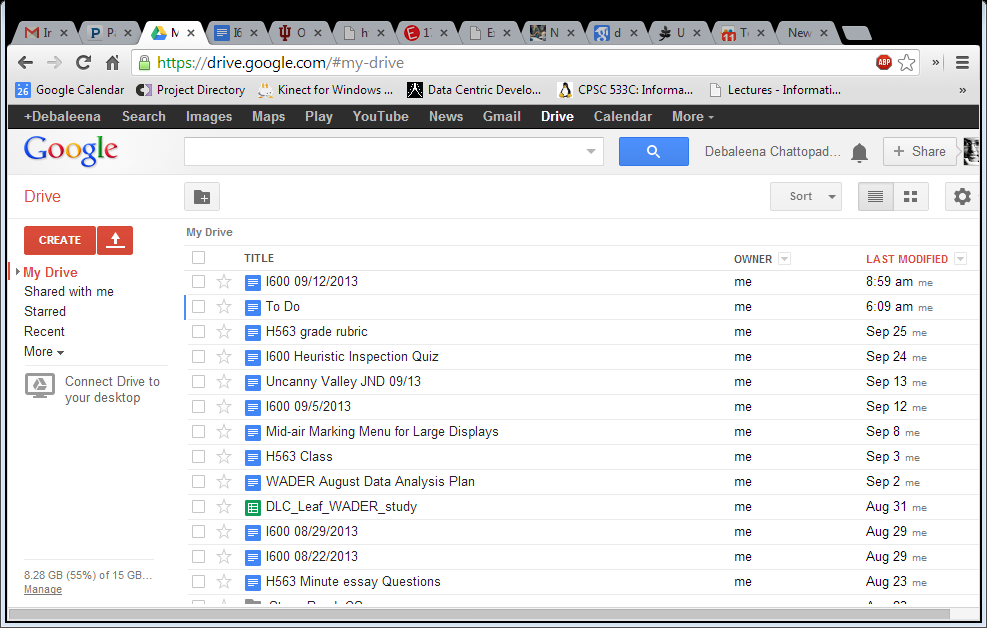 Ir P M I6 O h 17 E N d U To New
https://drive.google.com/#my-drive ABP »
26 Google Calendar Project Directory Kinect for Windows ... Data Centric Develo... CPSC 533C: Informa... Lectures - Informati... »
+Debaleena Search Images Maps Play YouTube News Gmail Drive Calendar More
Google Debaleena Chattopad... + Share
Drive Sort
My Drive
CREATE
TITLE OWNER LAST MODIFIED
My Drive
Shared with me
Starred
Recent
More
Connect Drive to
your desktop
I600 09/12/2013 me 8:59 am me
To Do me 6:09 am me
H563 grade rubric me Sep 25 me
I600 Heuristic Inspection Quiz me Sep 24 me
Uncanny Valley JND 09/13 me Sep 13 me
I600 09/5/2013 me Sep 12 me
Mid-air Marking Menu for Large Displays me Sep 8 me
H563 Class me Sep 3 me
WADER August Data Analysis Plan me Sep 2 me
DLC_Leaf_WADER_study me Aug 31 me
I600 08/29/2013 me Aug 29 me
I600 08/22/2013 me Aug 29 me
H563 Minute essay Questions me Aug 23 me
8.28 GB (55%) of 15 GB...
Manage